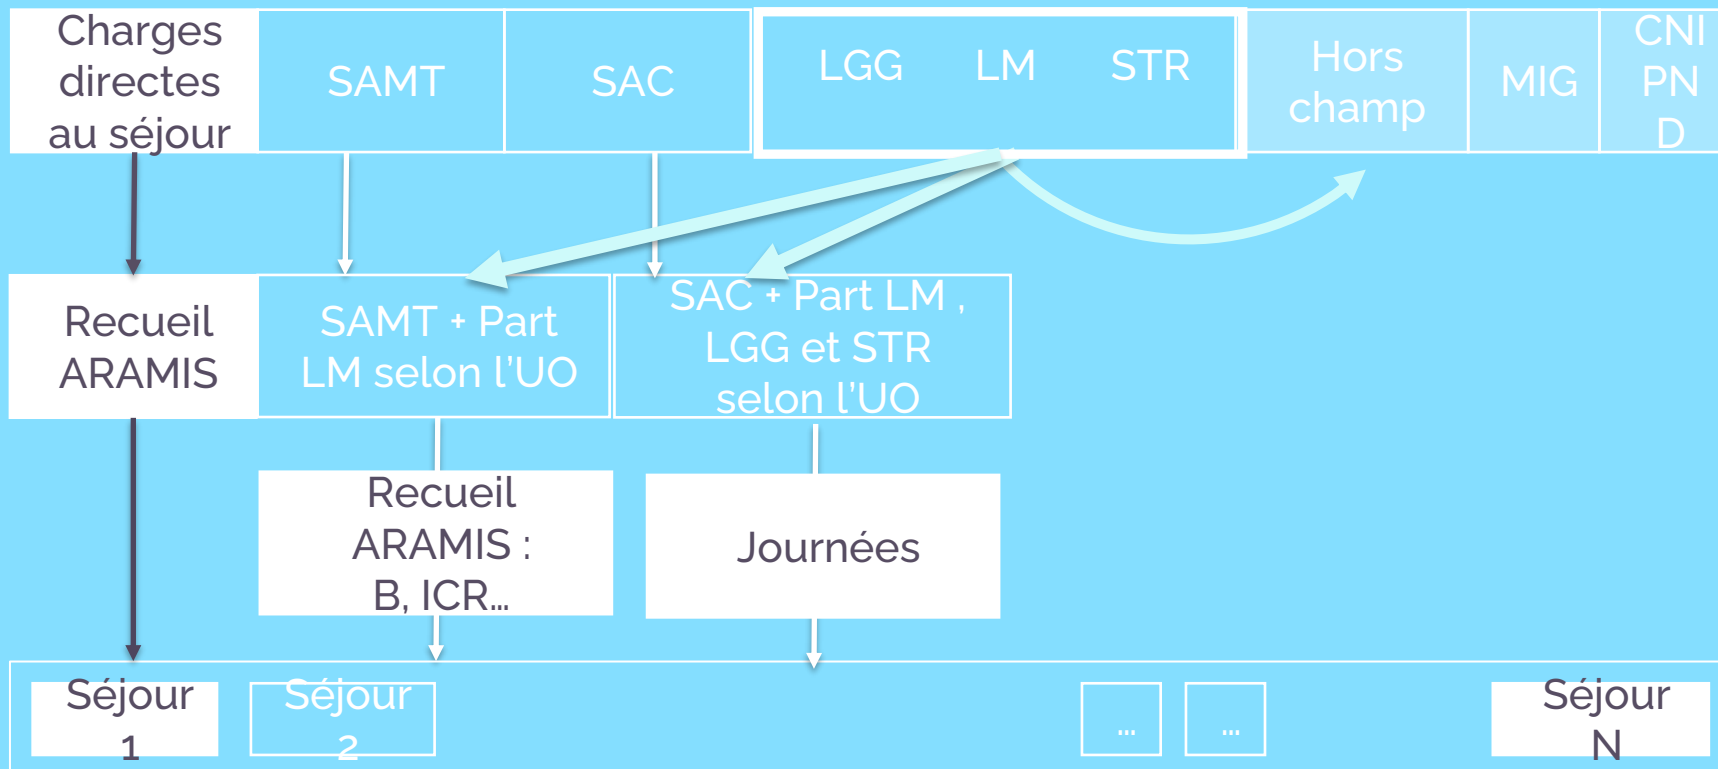 Charges
directes
au séjour
SAMT
SAC
LGG LM STR
Hors
champ
MIG
CNI
PN
D
Recueil
ARAMIS
SAMT + Part
LM selon l’UO
SAC + Part LM ,
LGG et STR
selon l’UO
Recueil
ARAMIS :
B, ICR…
Journées
Séjour
1
Séjour
2
…
…
Séjour
N